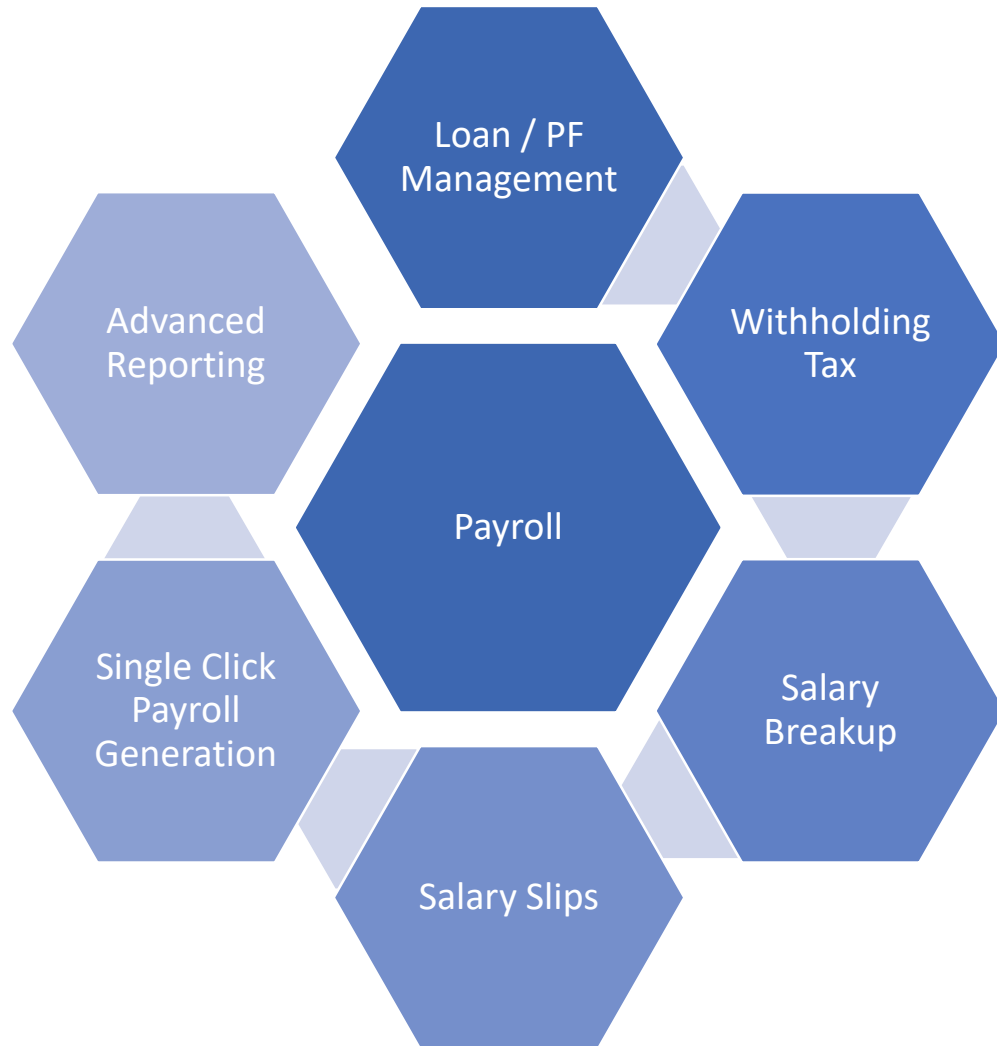 Loan / PF
Management
Withholding
Tax
Salary
Breakup
Salary Slips
Single Click
Payroll
Generation
Advanced
Reporting
Payroll